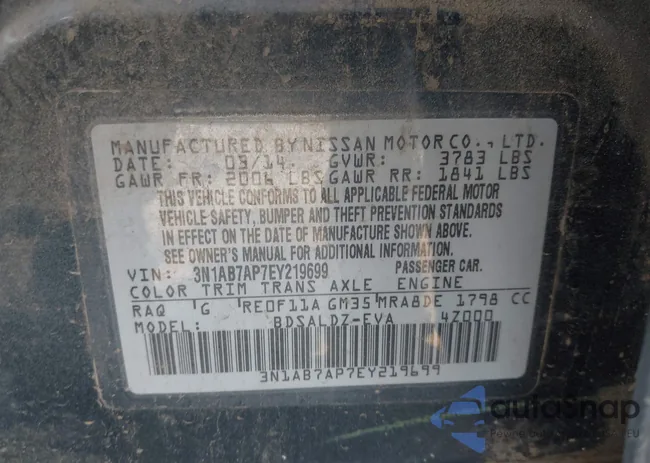 MANUFACTURED BY NISSAN MOTOR CO., LTD.
DATE: 03/14 GVWR: 3783 LBS
GAWR FR: 2006 LBS GAWR RR: 1841 LBS
THIS VEHICLE CONFORMS TO ALL APPLICABLE FEDERAL MOTOR
VEHICLE SAFETY, BUMPER AND THEFT PREVENTION STANDARDS
IN EFFECT ON THE DATE OF MANUFACTURE SHOWN ABOVE.
SEE OWNER'S MANUAL FOR ADDITIONAL INFORMATION.
VIN: 3N1AB7AP7EY219699 PASSENGER CAR.
COLOR TRIM TRANS AXLE ENGINE
RAQ G RE0F11A GM35 MRA8DE 1798 CC
MODEL: BDSALDZ-EVA 4Z000
3N1AB7AP7EY219699
autosnap